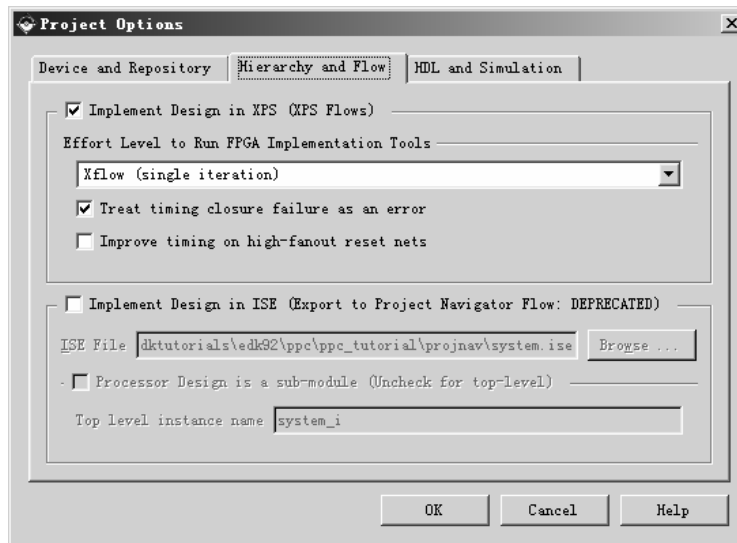 Project Options
Device and Repository Hierarchy and Flow HDL and Simulation
Implement Design in XPS (XPS Flows)
Effort Level to Run FPGA Implementation Tools
Xflow (single iteration)
Treat timing closure failure as an error
Improve timing on high-fanout reset nets
Implement Design in ISE (Export to Project Navigator Flow: DEPRECATED)
ISE File dktutorials\edk92\ppc\ppc_tutorial\projnav\system.ise Browse ...
Processor Design is a sub-module (Uncheck for top-level)
Top level instance name system_i
OK Cancel Help